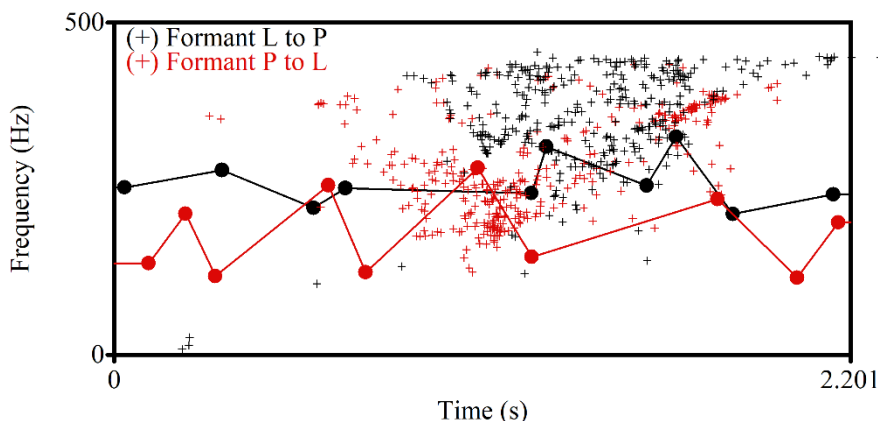 500
(+) Formant L to P
(+) Formant P to L
Frequency (Hz)
0
0
2.201
Time (s)